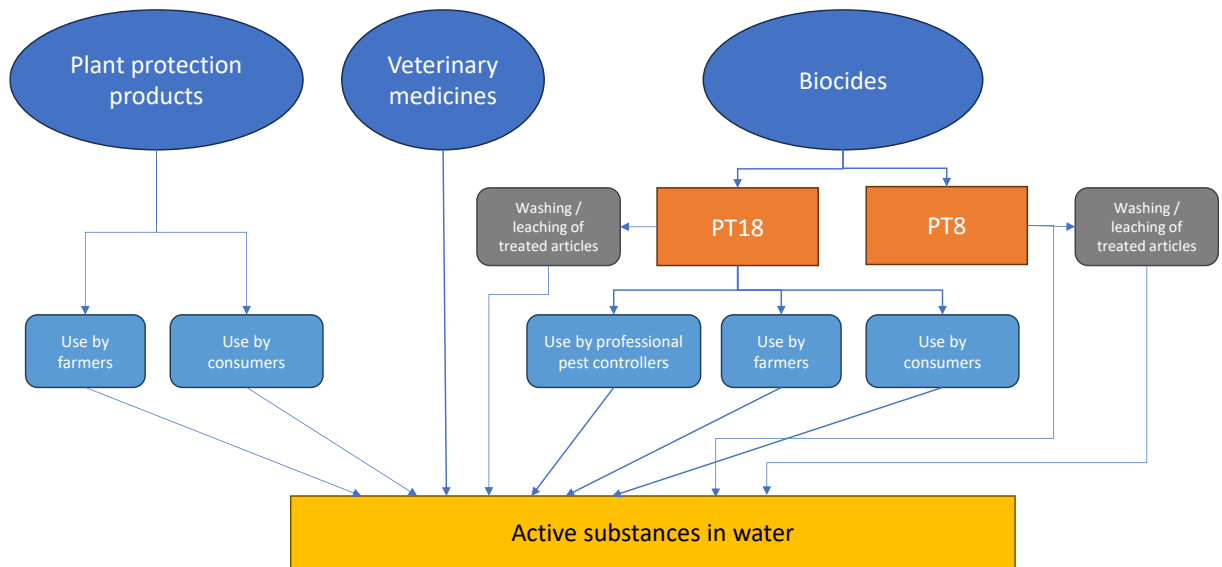 Plant protection
products
Veterinary
medicines
Biocides
Washing /
leaching of
treated articles
PT18
PT8
Washing /
leaching of
treated articles
Use by
farmers
Use by
consumers
Use by professional
pest controllers
Use by
farmers
Use by
consumers
Active substances in water